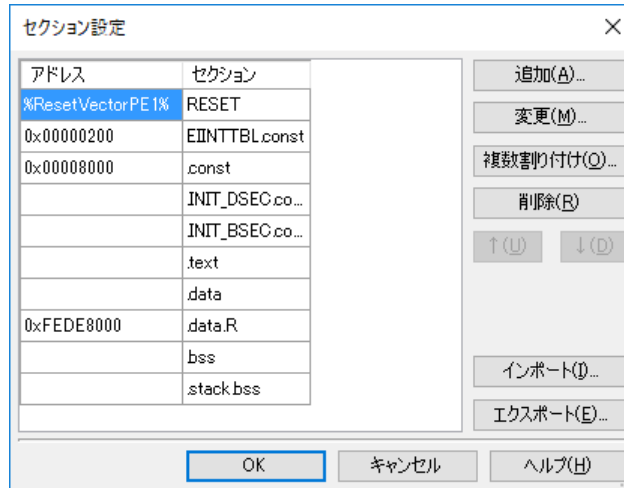 セクション設定
アドレス セクション
%ResetVectorPE1% RESET
0x00000200 EIINTTBL.const
0x00008000 .const
INIT_DSEC.co...
INIT_BSEC.co...
.text
.data
0xFEDE8000 .data.R
.bss
.stack.bss
追加(A)...
変更(M)...
複数割り付け(O)...
削除(R)
↑(U) ↓(D)
インポート(I)...
エクスポート(E)...
OK キャンセル ヘルプ(H)